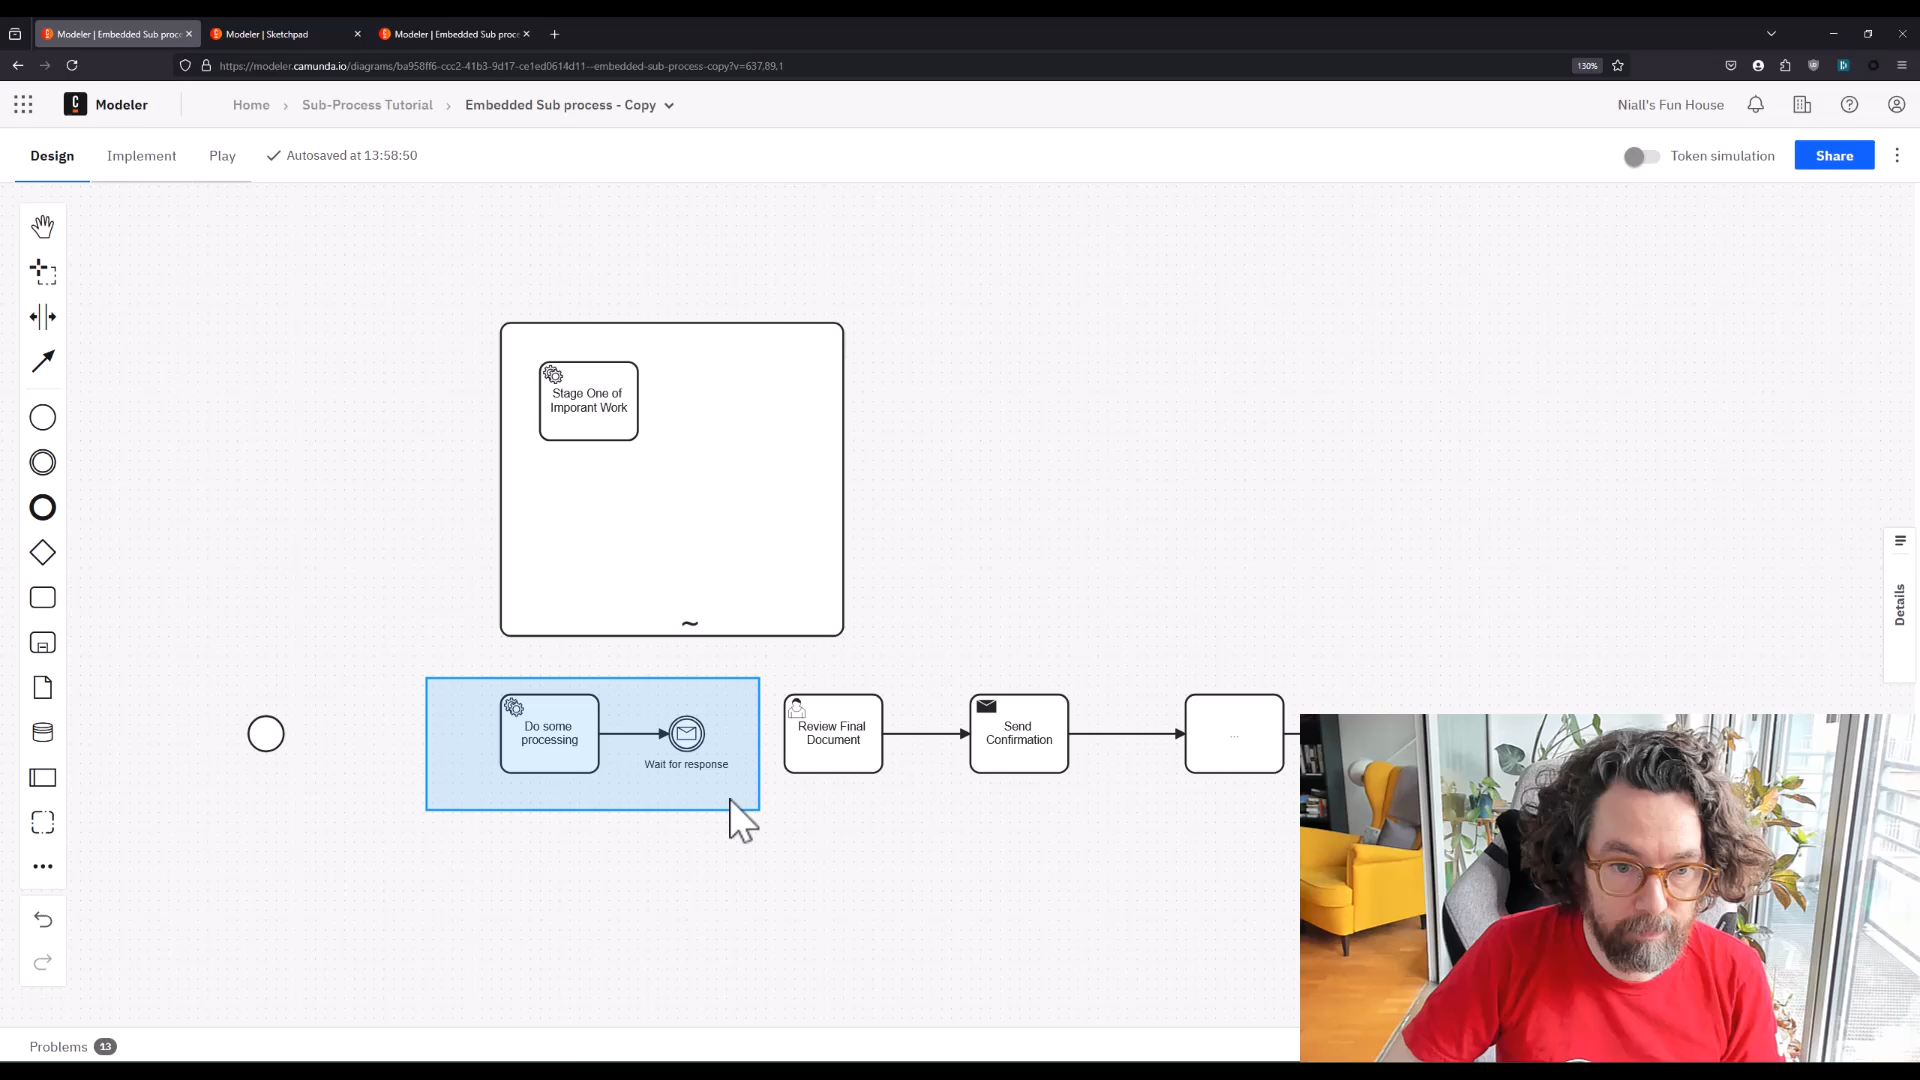 Modeler | Embedded Sub proce
Modeler | Sketchpad
Modeler | Embedded Sub proce
https://modeler.camunda.io/diagrams/ba958ff6-ccc2-41b3-9d17-ce1ed0614d11--embedded-sub-process-copy?v=637,89,1
130%
Modeler
Home > Sub-Process Tutorial > Embedded Sub process - Copy
Niall's Fun House
Design
Implement
Play
Autosaved at 13:58:50
Token simulation
Share
Stage One of
Imporant Work
~
Details
Do some
processing
Wait for response
Review Final
Document
Send
Confirmation
...
Problems 13